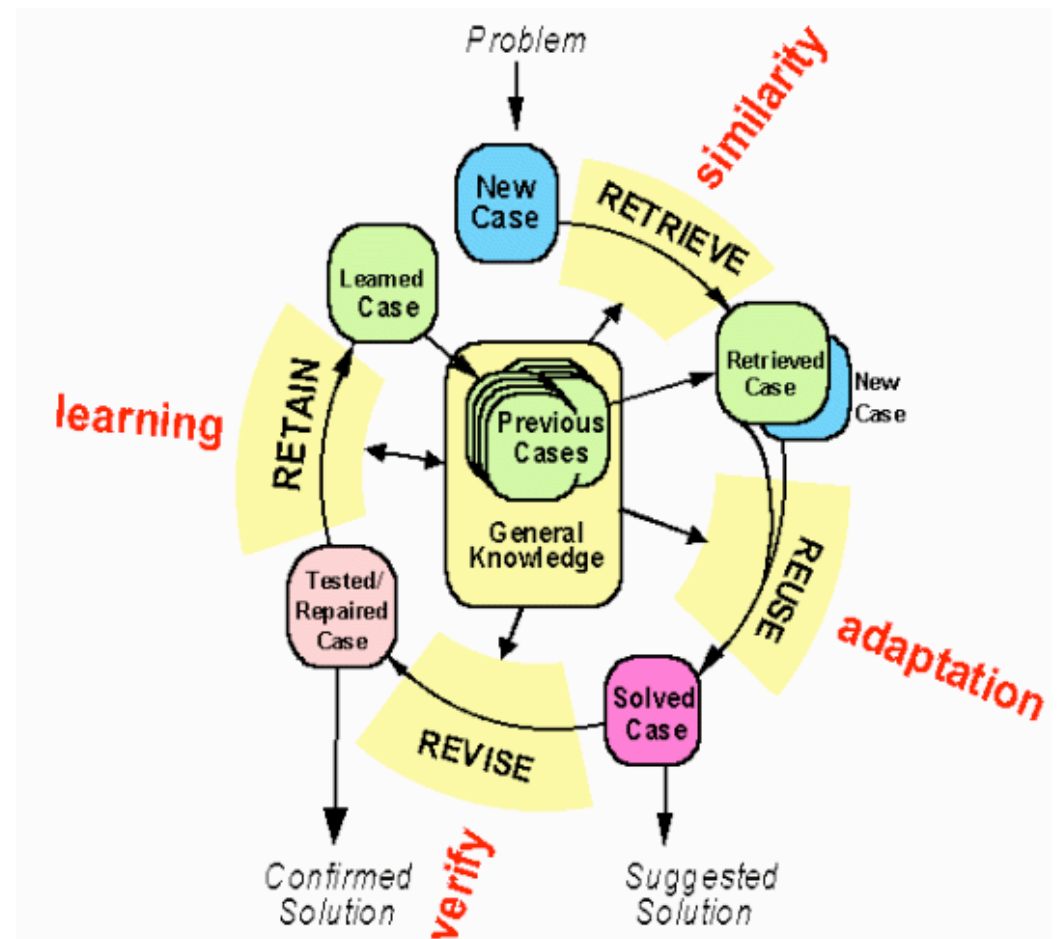 Problem
similarity
New
Case
RETRIEVE
Learned
Case
Retrieved
Case
New
Case
Previous
Cases
General
Knowledge
learning
RETAIN
REUSE
adaptation
Tested/
Repaired
Case
Solved
Case
REVISE
verify
Confirmed
Solution
Suggested
Solution